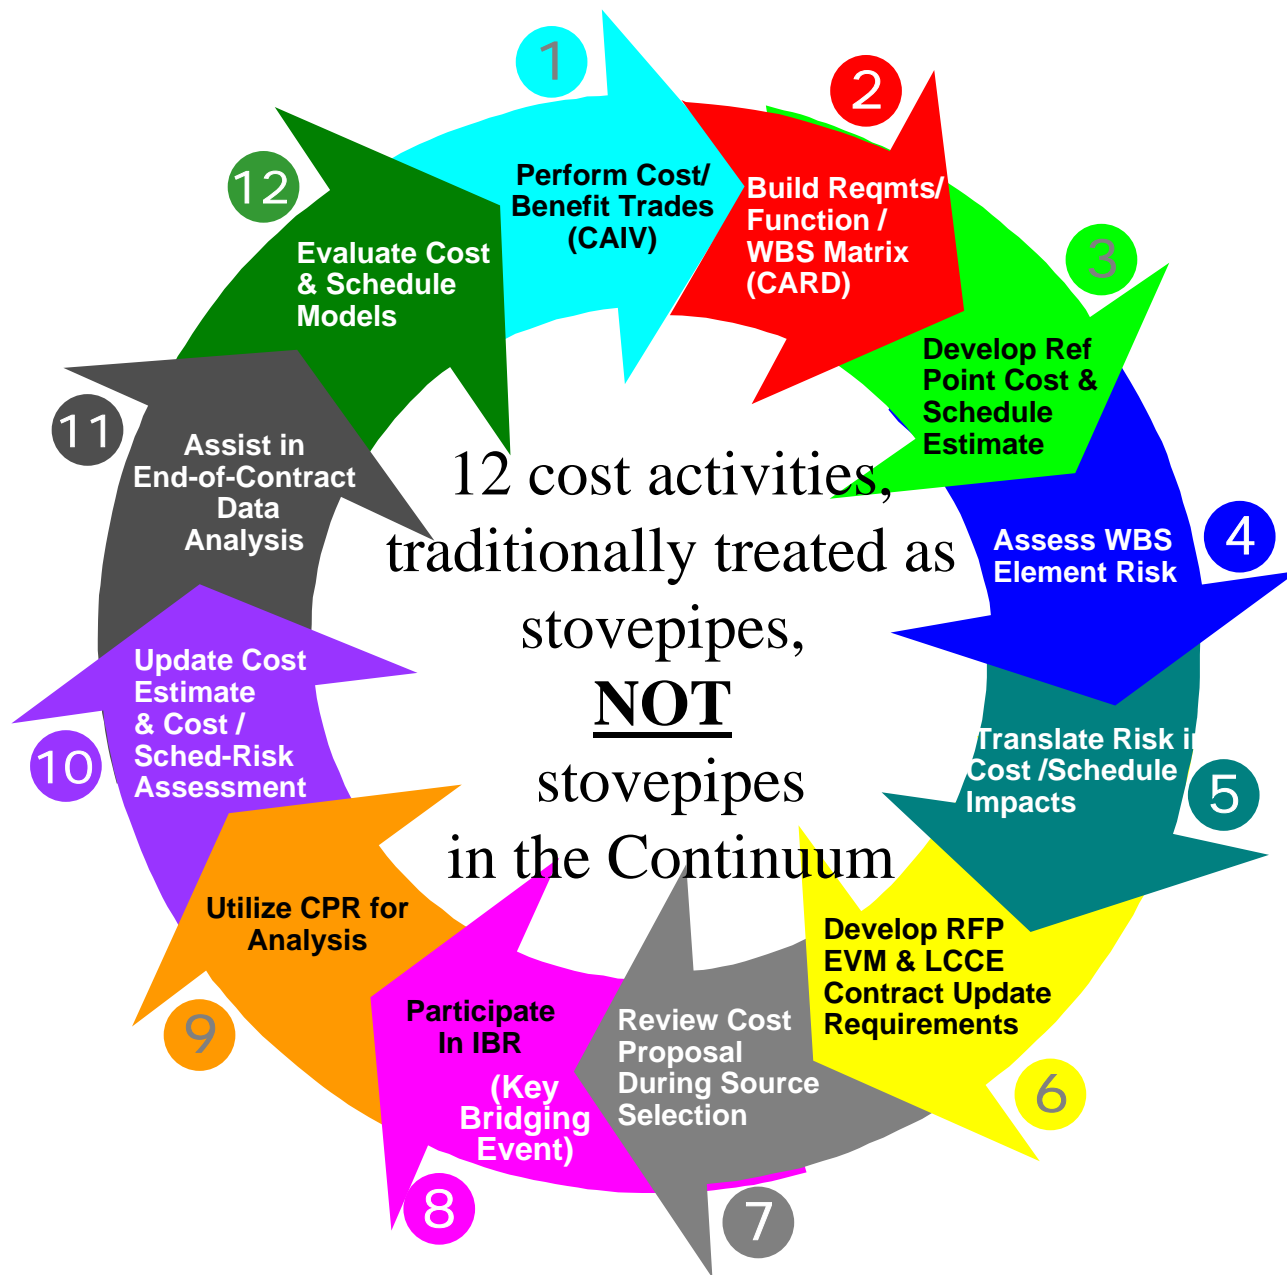 1
Perform Cost/
Benefit Trades
(CAIV)
2
Build Reqmts/
Function /
WBS Matrix
(CARD)
3
Develop Ref
Point Cost &
Schedule
Estimate
4
Assess WBS
Element Risk
5
Translate Risk in
Cost /Schedule
Impacts
6
Develop RFP
EVM & LCCE
Contract Update
Requirements
7
Review Cost
Proposal
During Source
Selection
8
Participate
In IBR
(Key
Bridging
Event)
9
Utilize CPR for
Analysis
10
Update Cost
Estimate
& Cost /
Sched-Risk
Assessment
11
Assist in
End-of-Contract
Data
Analysis
12
Evaluate Cost
& Schedule
Models
12 cost activities,
traditionally treated as
stovepipes,
NOT
stovepipes
in the Continuum